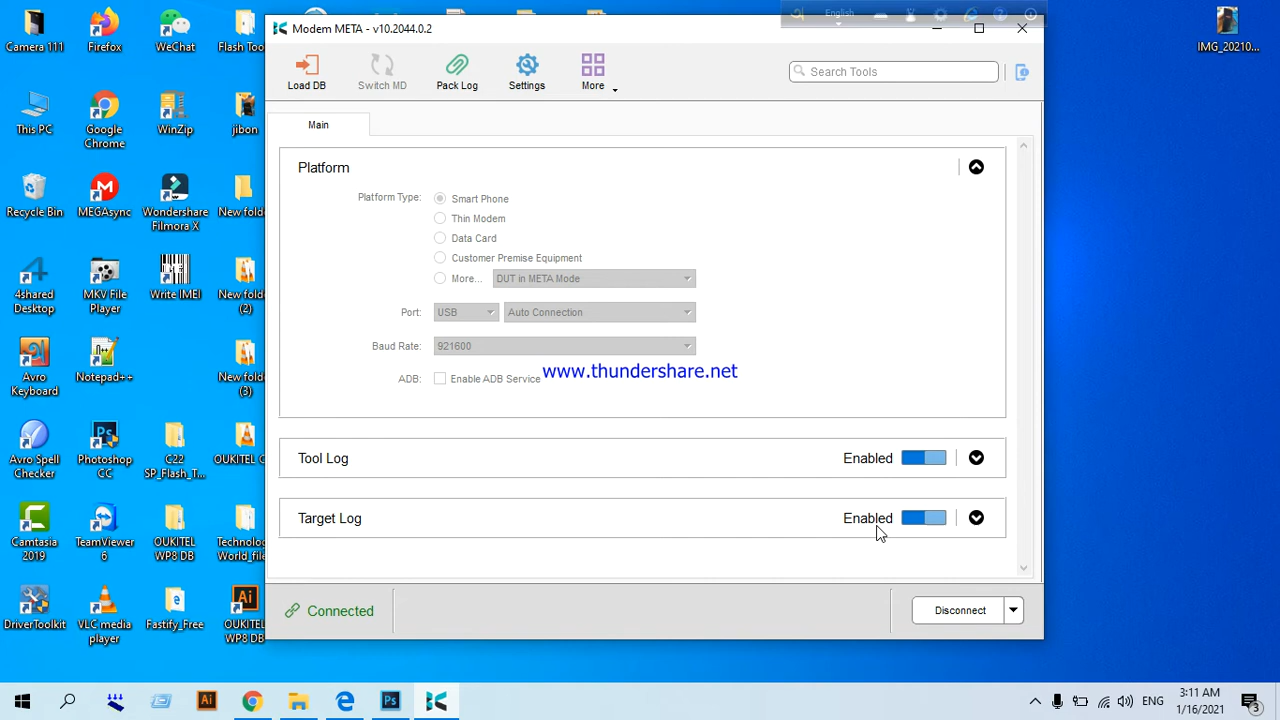 Camera 111
Firefox
WeChat
Flash Too
This PC
Google Chrome
WinZip
jibon
Recycle Bin
MEGAsync
Wondershare Filmora X
New folde
4shared Desktop
MKV File Player
Write IMEI
New folde (2)
Avro Keyboard
Notepad++
New folde (3)
Avro Spell Checker
Photoshop CC
C22 SP_Flash_T...
OUKITEL C
Camtasia 2019
TeamViewer 6
OUKITEL WP8 DB
Technolog World_file
DriverToolkit
VLC media player
Fastify_Free
OUKITEL WP8 DB
IMG_20210...
English
Modem META - v10.2044.0.2
Load DB
Switch MD
Pack Log
Settings
More
Search Tools
Main
Platform
Platform Type:
Smart Phone
Thin Modem
Data Card
Customer Premise Equipment
More...
DUT in META Mode
Port:
USB
Auto Connection
Baud Rate:
921600
ADB:
Enable ADB Service
www.thundershare.net
Tool Log
Enabled
Target Log
Enabled
Connected
Disconnect
ENG
3:11 AM
1/16/2021
3